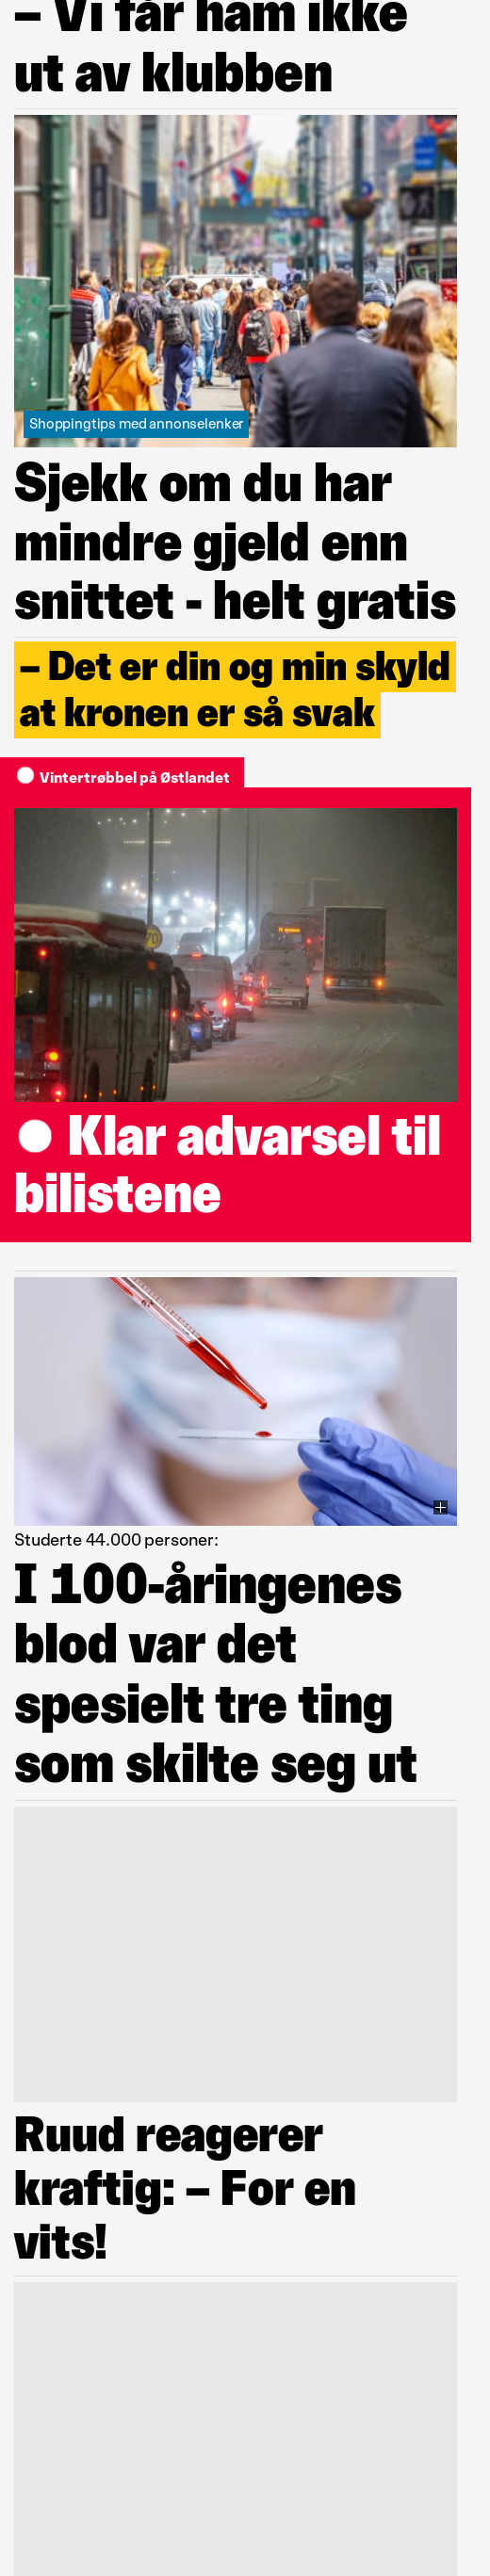 – Vi får ham ikke
ut av klubben
Shoppingtips med annonselenker
Sjekk om du har
mindre gjeld enn
snittet - helt gratis
– Det er din og min skyld
at kronen er så svak
Vintertrøbbel på Østlandet
70
Klar advarsel til
bilistene
Studerte 44.000 personer:
I 100-åringenes
blod var det
spesielt tre ting
som skilte seg ut
Ruud reagerer
kraftig: – For en
vits!